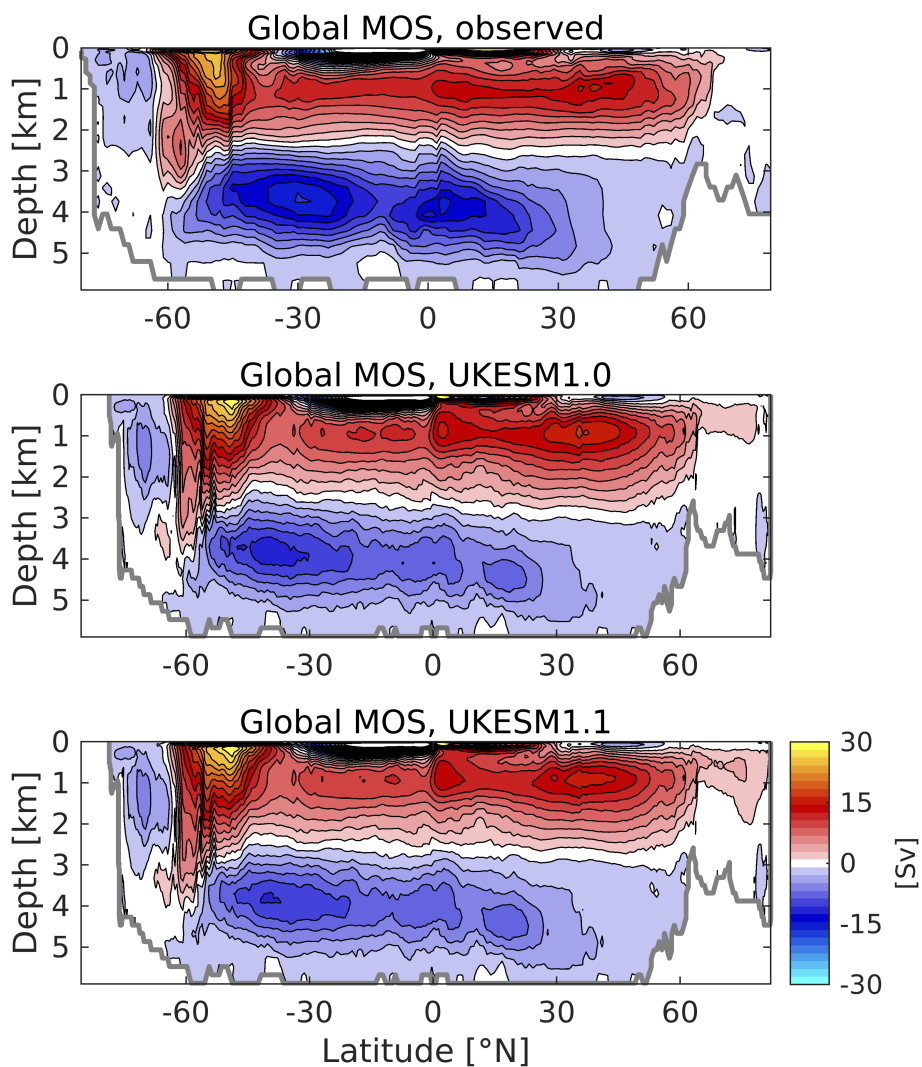 Global MOS, observed
0
1
2
3
4
5
Depth [km]
-60 -30 0 30 60
Global MOS, UKESM1.0
0
1
2
3
4
5
Depth [km]
-60 -30 0 30 60
Global MOS, UKESM1.1
0
1
2
3
4
5
Depth [km]
-60 -30 0 30 60
Latitude [°N]
30
15
0
-15
-30
[Sv]